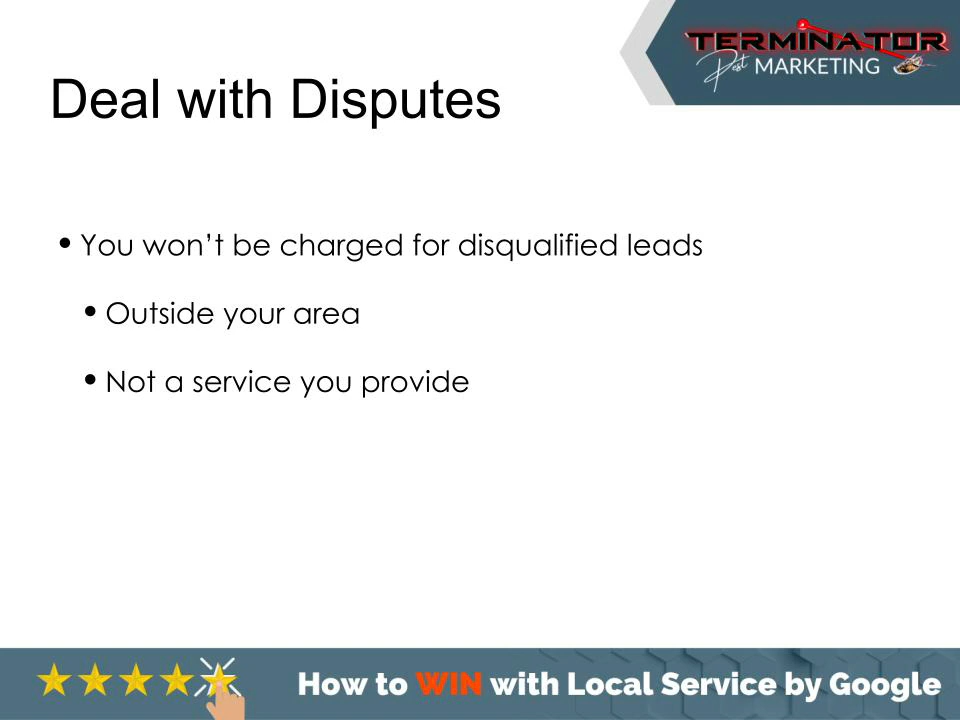 TERMINATOR
Pest MARKETING
Deal with Disputes
• You won’t be charged for disqualified leads
• Outside your area
• Not a service you provide
How to WIN with Local Service by Google